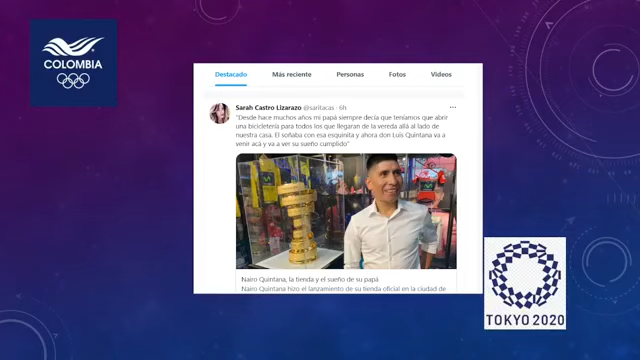 COLOMBIA
Destacado Más reciente Personas Fotos Videos
Sarah Castro Lizarazo @saritacas · 6h
"Desde hace muchos años mi papá siempre decía que teníamos que abrir
una bicicletería para todos los que llegaran de la vereda allá al lado de
nuestra casa. El soñaba con esa esquinita y ahora don Luis Quintana va a
venir acá y va a ver su sueño cumplido"
Nairo Quintana, la tienda y el sueño de su papá
Nairo Quintana hizo el lanzamiento de su tienda oficial en la ciudad de
TOKYO 2020